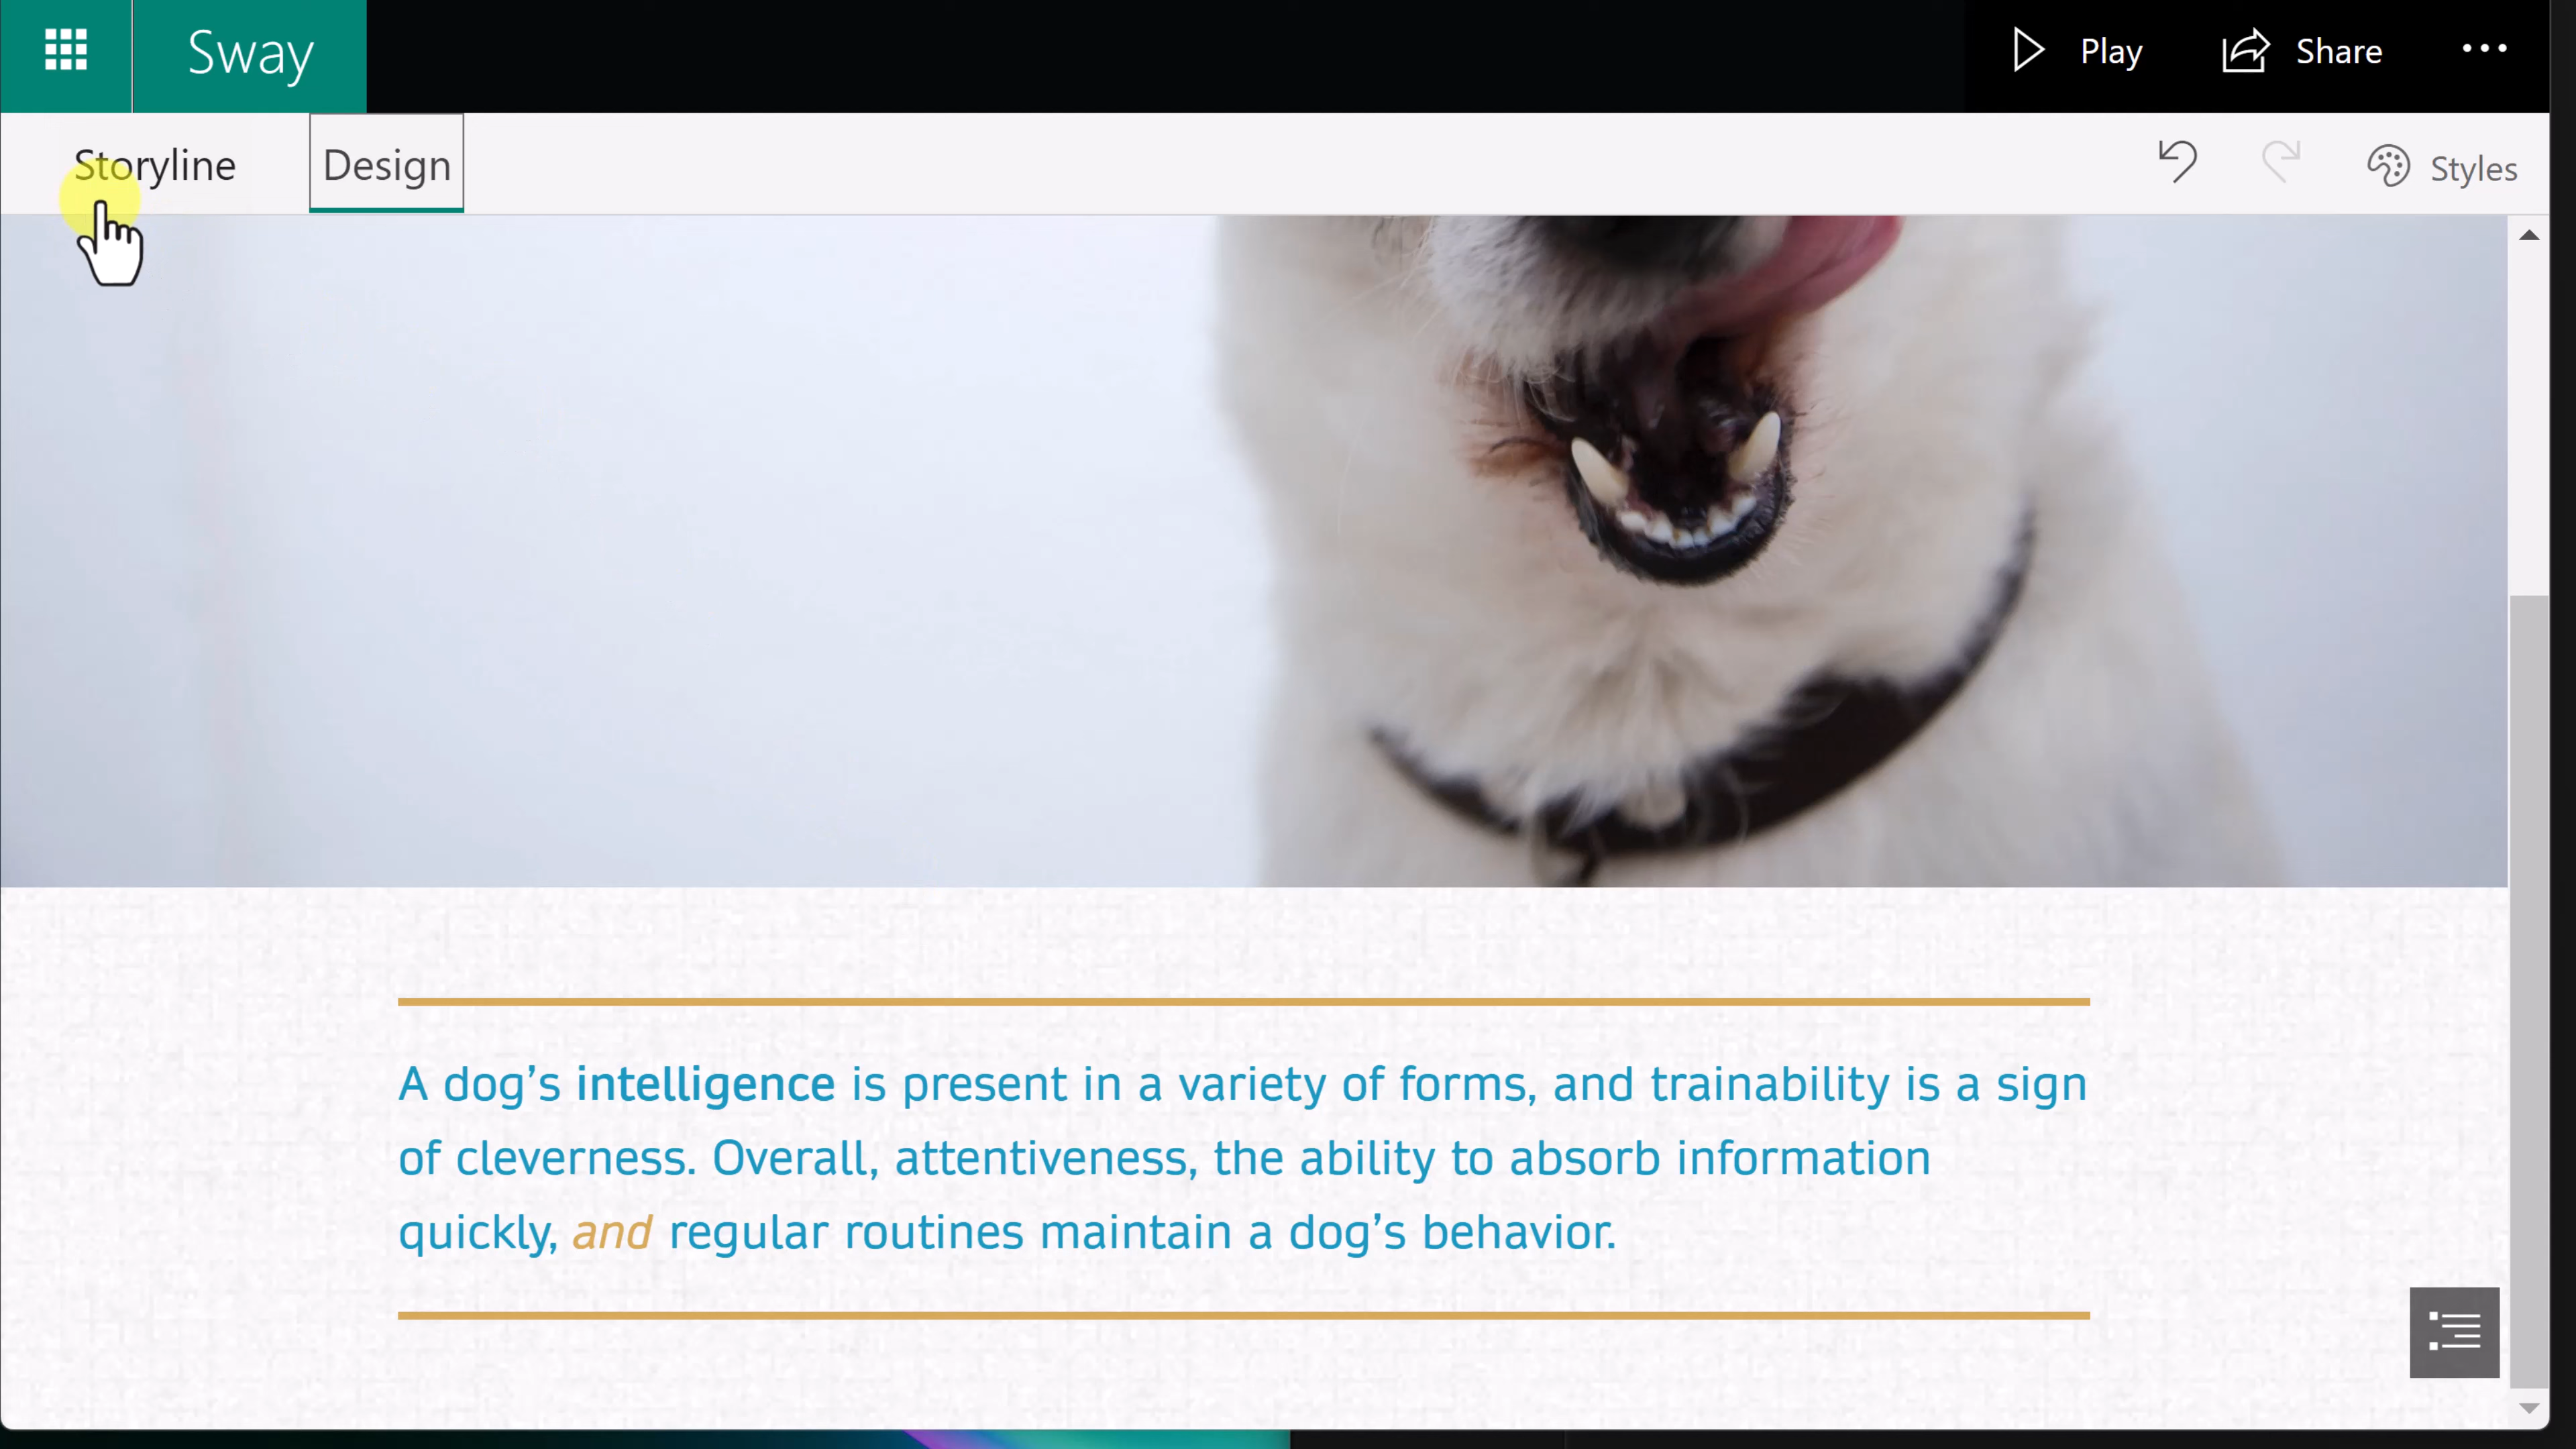 Sway
Play
Share
Storyline
Design
Styles
A dog’s intelligence is present in a variety of forms, and trainability is a sign
of cleverness. Overall, attentiveness, the ability to absorb information
quickly, and regular routines maintain a dog’s behavior.